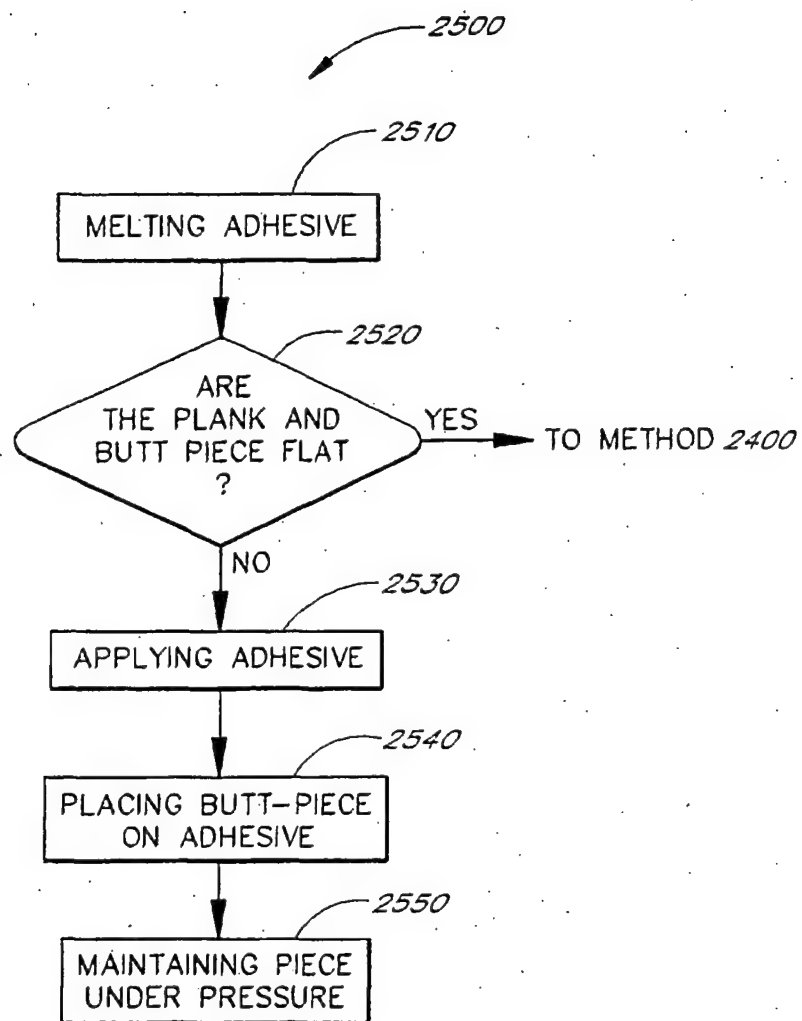 2500
2510
MELTING ADHESIVE
2520
ARE
THE PLANK AND
BUTT PIECE FLAT
?
YES
TO METHOD 2400
NO
2530
APPLYING ADHESIVE
2540
PLACING BUTT-PIECE
ON ADHESIVE
2550
MAINTAINING PIECE
UNDER PRESSURE